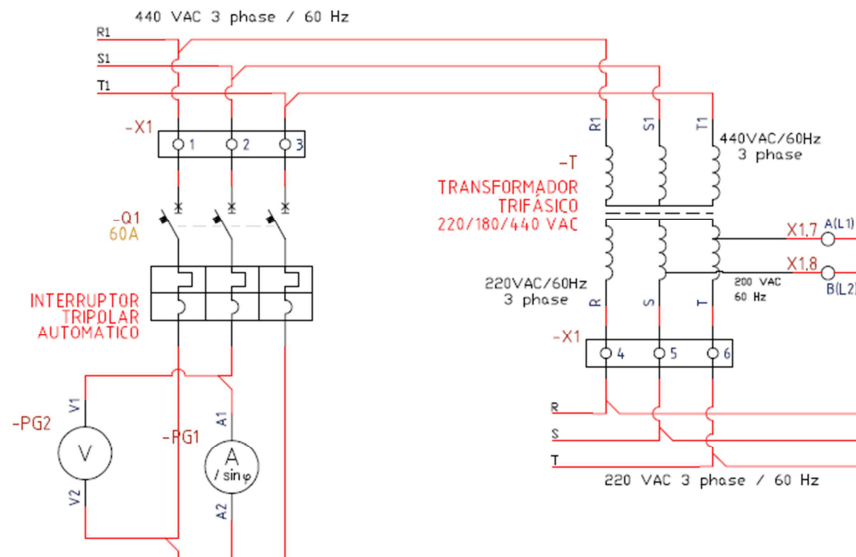 440 VAC 3 phase / 60 Hz
R1
S1
T1
-X1
1
2
3
-Q1
60A
INTERRUPTOR
TRIPOLAR
AUTOMATICO
-PG2
V1
V
V2
-PG1
A1
A
/ sinφ
A2
R1
S1
T1
440VAC/60Hz
3 phase
-T
TRANSFORMADOR
TRIFÁSICO
220/180/440 VAC
X1.7
A(L1)
X1.8
B(L2)
200 VAC
60 Hz
220VAC/60Hz
3 phase
R
S
T
-X1
4
5
6
R
S
T
220 VAC 3 phase / 60 Hz